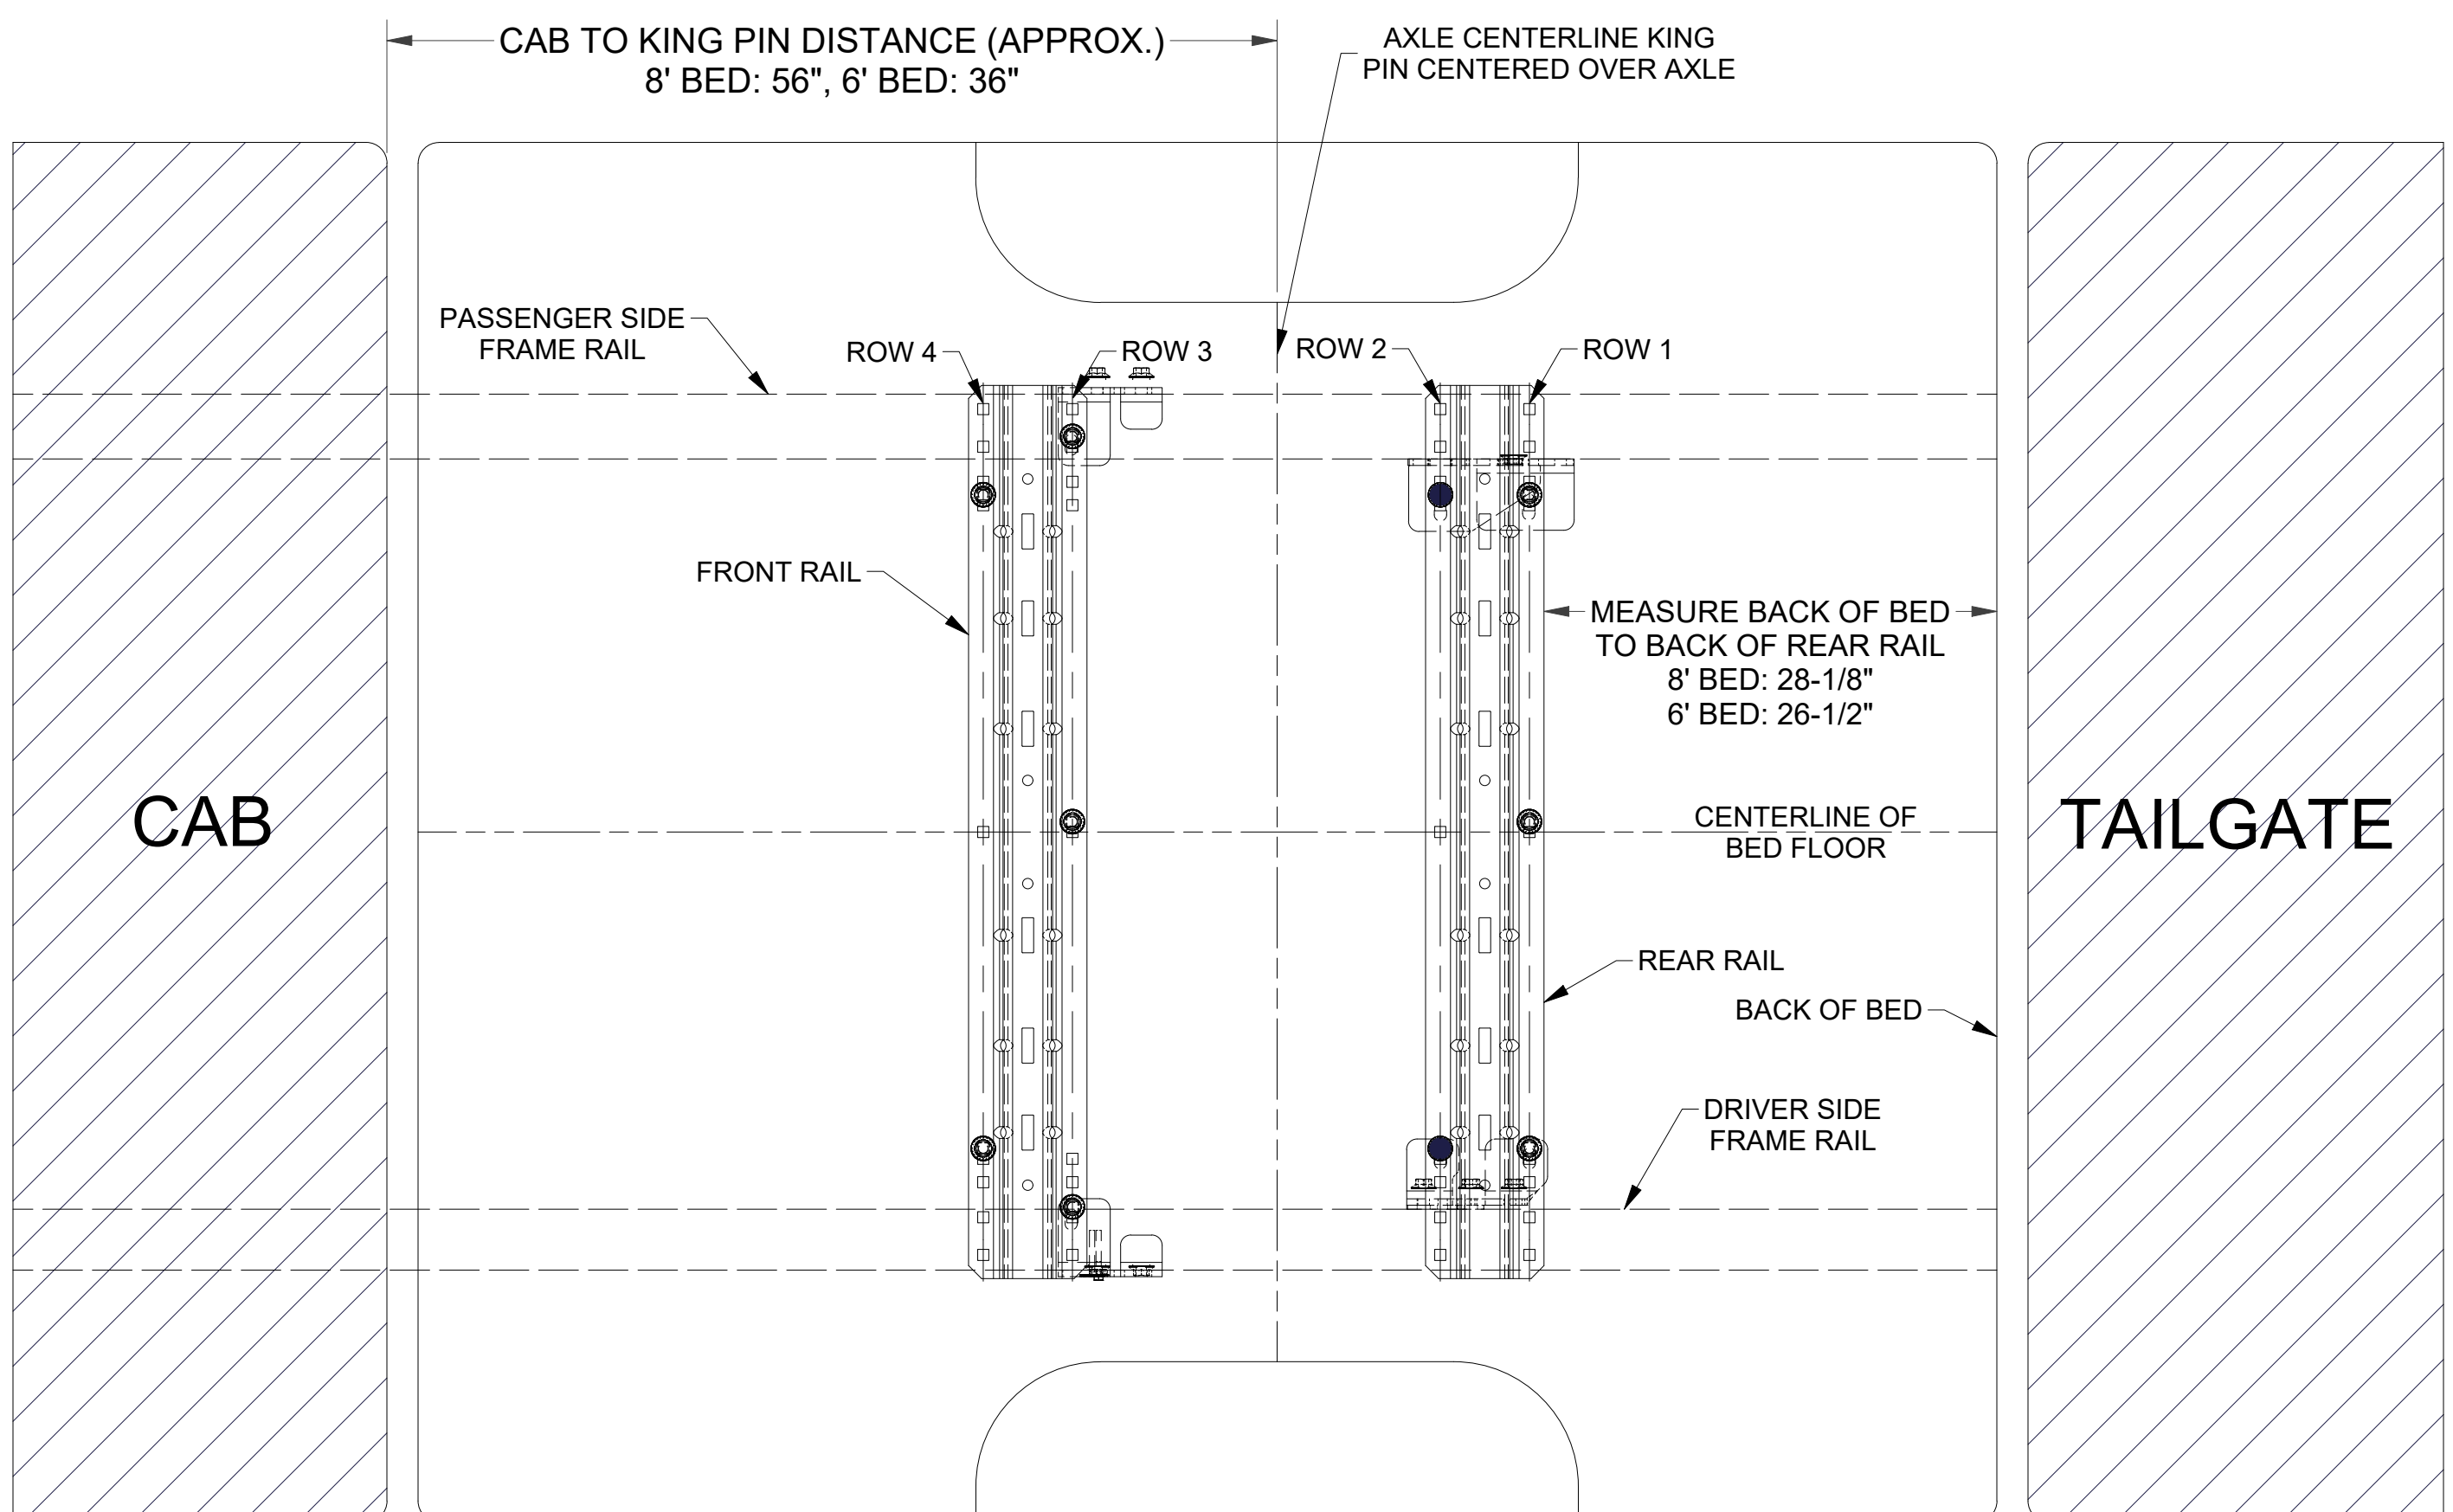 CAB TO KING PIN DISTANCE (APPROX.)
8' BED: 56", 6' BED: 36"
AXLE CENTERLINE KING
PIN CENTERED OVER AXLE
PASSENGER SIDE
FRAME RAIL
ROW 4
ROW 3
ROW 2
ROW 1
FRONT RAIL
MEASURE BACK OF BED
TO BACK OF REAR RAIL
8' BED: 28-1/8"
6' BED: 26-1/2"
CAB
CENTERLINE OF
BED FLOOR
TAILGATE
REAR RAIL
BACK OF BED
DRIVER SIDE
FRAME RAIL